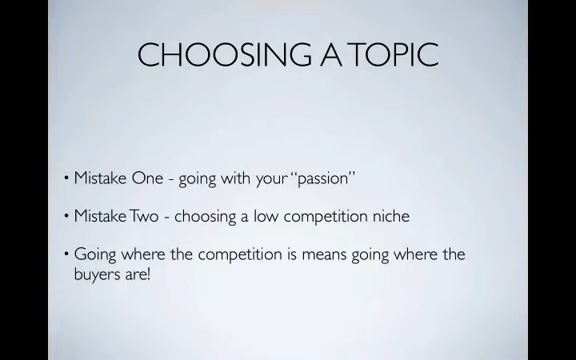 CHOOSING A TOPIC
• Mistake One - going with your “passion”
• Mistake Two - choosing a low competition niche
• Going where the competition is means going where the
buyers are!